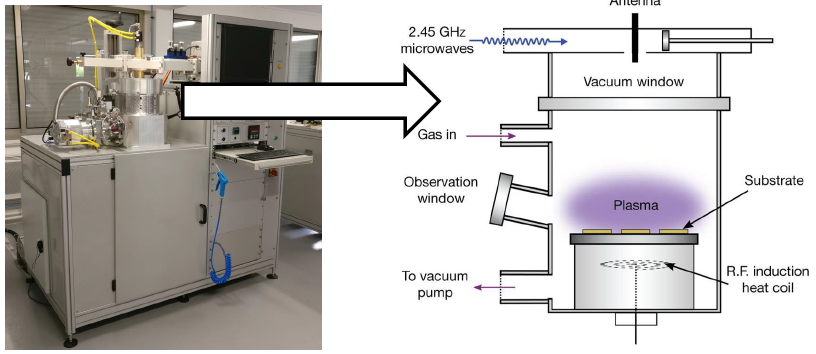 Antenna
2.45 GHz
microwaves
Vacuum window
Gas in
Observation
window
Substrate
Plasma
To vacuum
pump
R.F. induction
heat coil